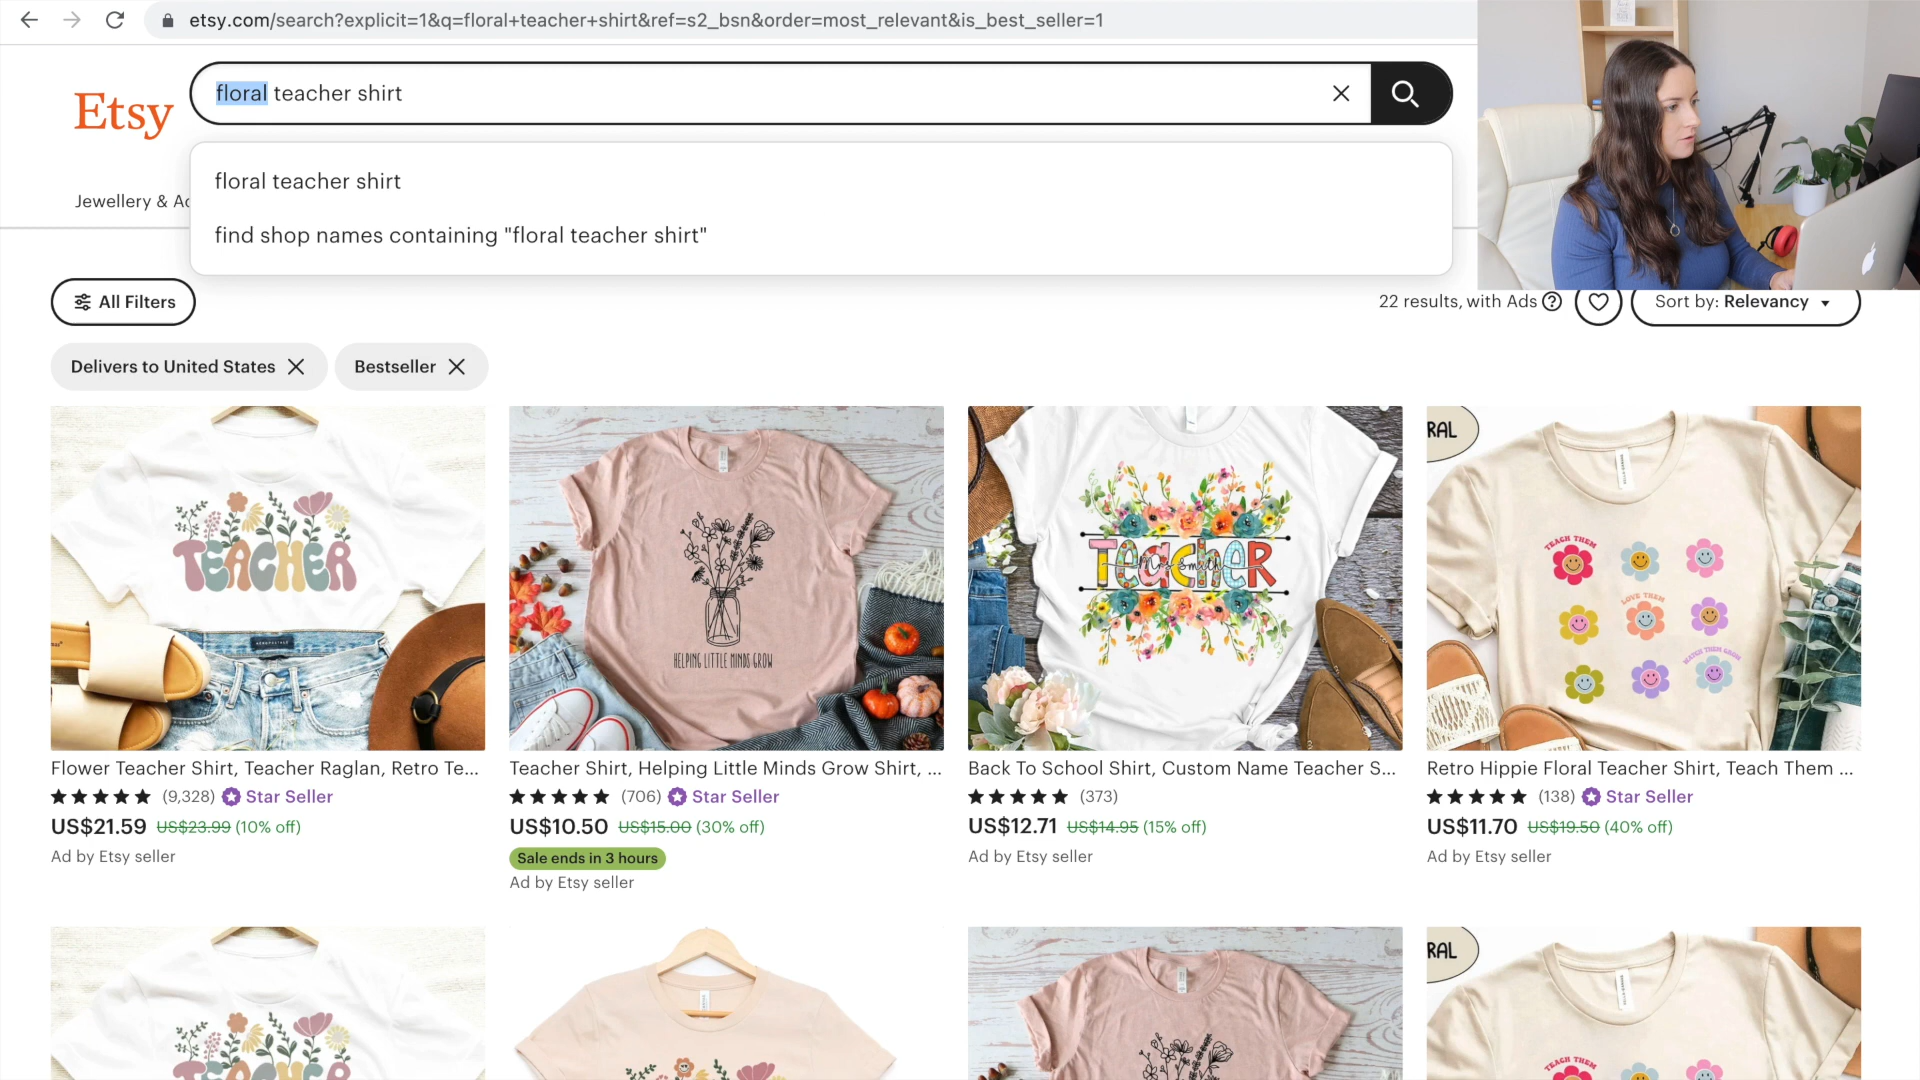 etsy.com/search?explicit=1&q=floral+teacher+shirt&ref=s2_bsn&order=most_relevant&is_best_seller=1
Etsy
floral teacher shirt
floral teacher shirt
find shop names containing "floral teacher shirt"
Jewellery & Ac
All Filters
22 results, with Ads
Sort by: Relevancy
Delivers to United States
Bestseller
TEACHER
HELPING LITTLE MINDS GROW
TeacheR
Mrs Smith
RAL
TEACH THEM
LOVE THEM
WATCH THEM GROW
Flower Teacher Shirt, Teacher Raglan, Retro Te...
(9,328) Star Seller
US$21.59 US$23.99 (10% off)
Ad by Etsy seller
Teacher Shirt, Helping Little Minds Grow Shirt, ...
(706) Star Seller
US$10.50 US$15.00 (30% off)
Sale ends in 3 hours
Ad by Etsy seller
Back To School Shirt, Custom Name Teacher S...
(373)
US$12.71 US$14.95 (15% off)
Ad by Etsy seller
Retro Hippie Floral Teacher Shirt, Teach Them ...
(138) Star Seller
US$11.70 US$19.50 (40% off)
Ad by Etsy seller
TEACHER
RAL
TEACH THEM